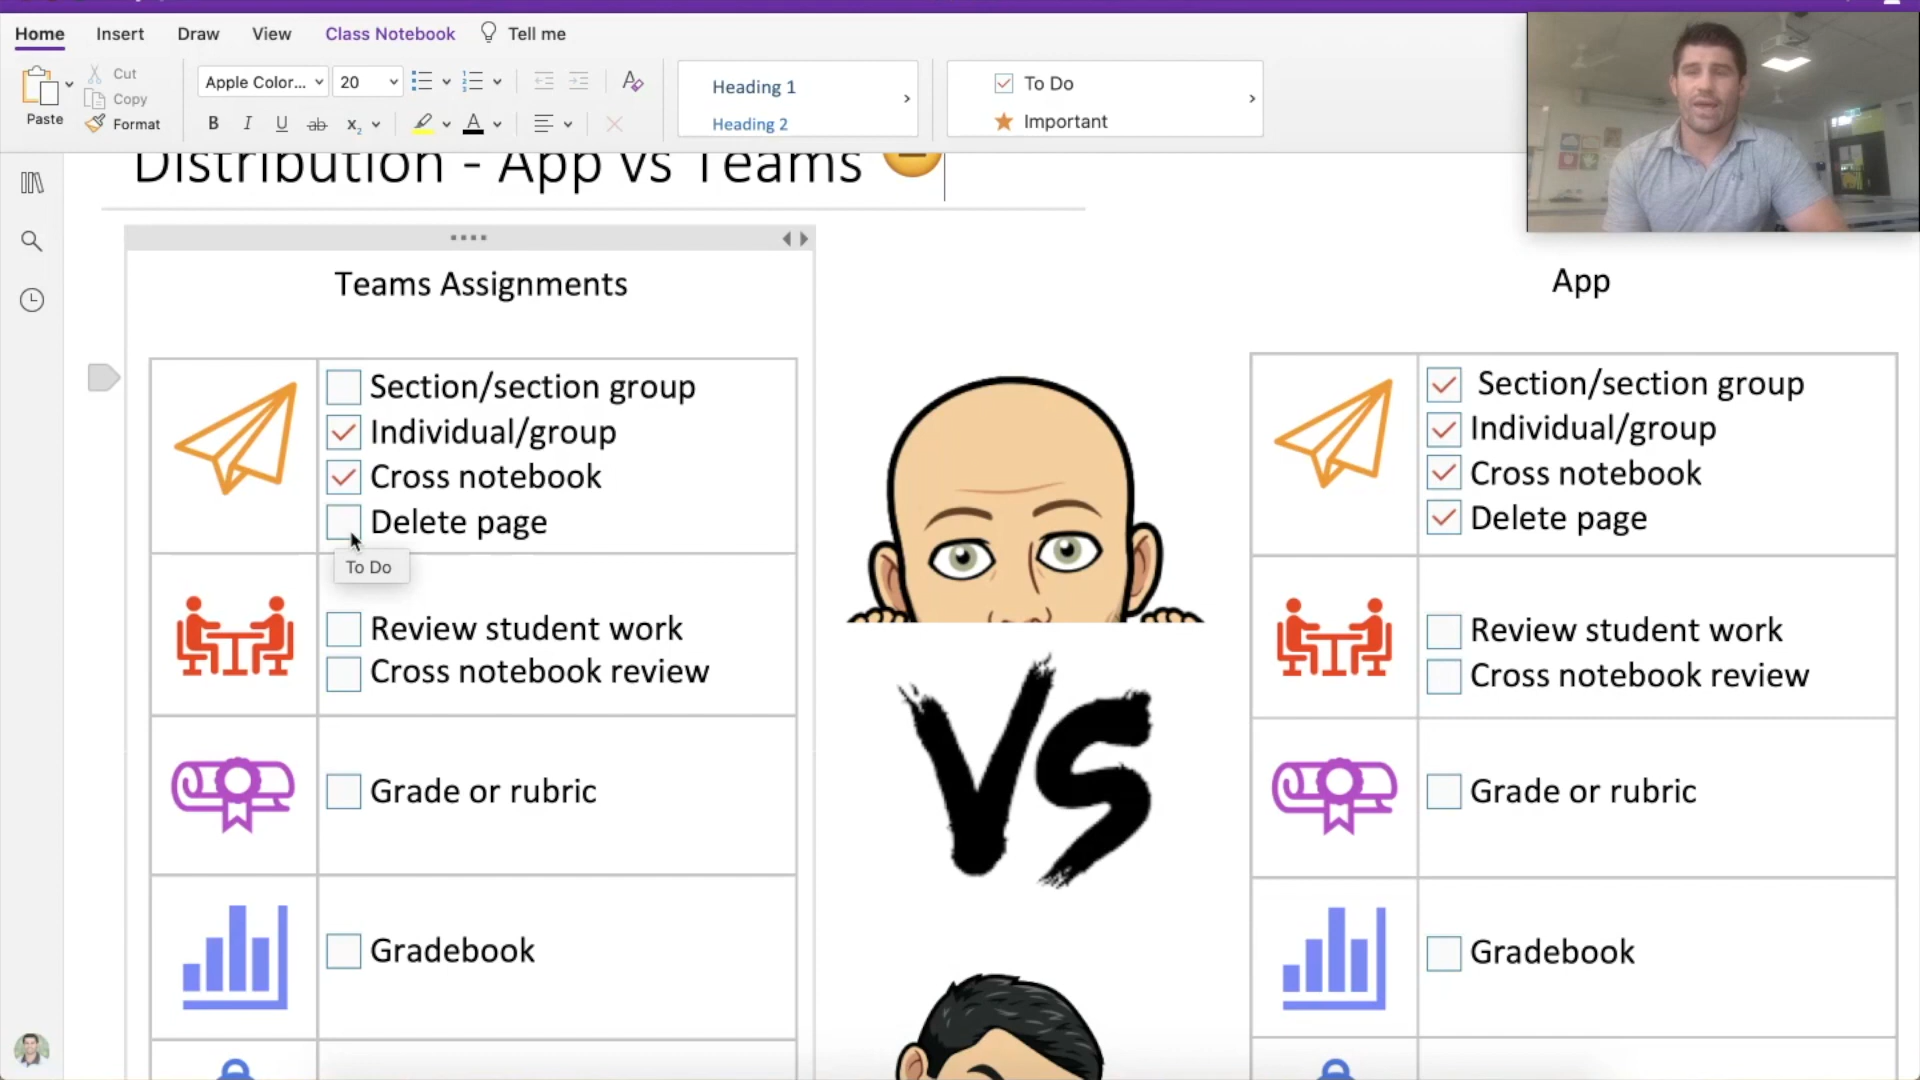 Home Insert Draw View Class Notebook Tell me
Cut
Copy
Paste
Format
Apple Color... 20
B I U ab x₂ A
Heading 1
Heading 2
To Do
Important
Distribution - App vs Teams
Teams Assignments
Section/section group
Individual/group
Cross notebook
Delete page
To Do
Review student work
Cross notebook review
Grade or rubric
Gradebook
VS
App
Section/section group
Individual/group
Cross notebook
Delete page
Review student work
Cross notebook review
Grade or rubric
Gradebook